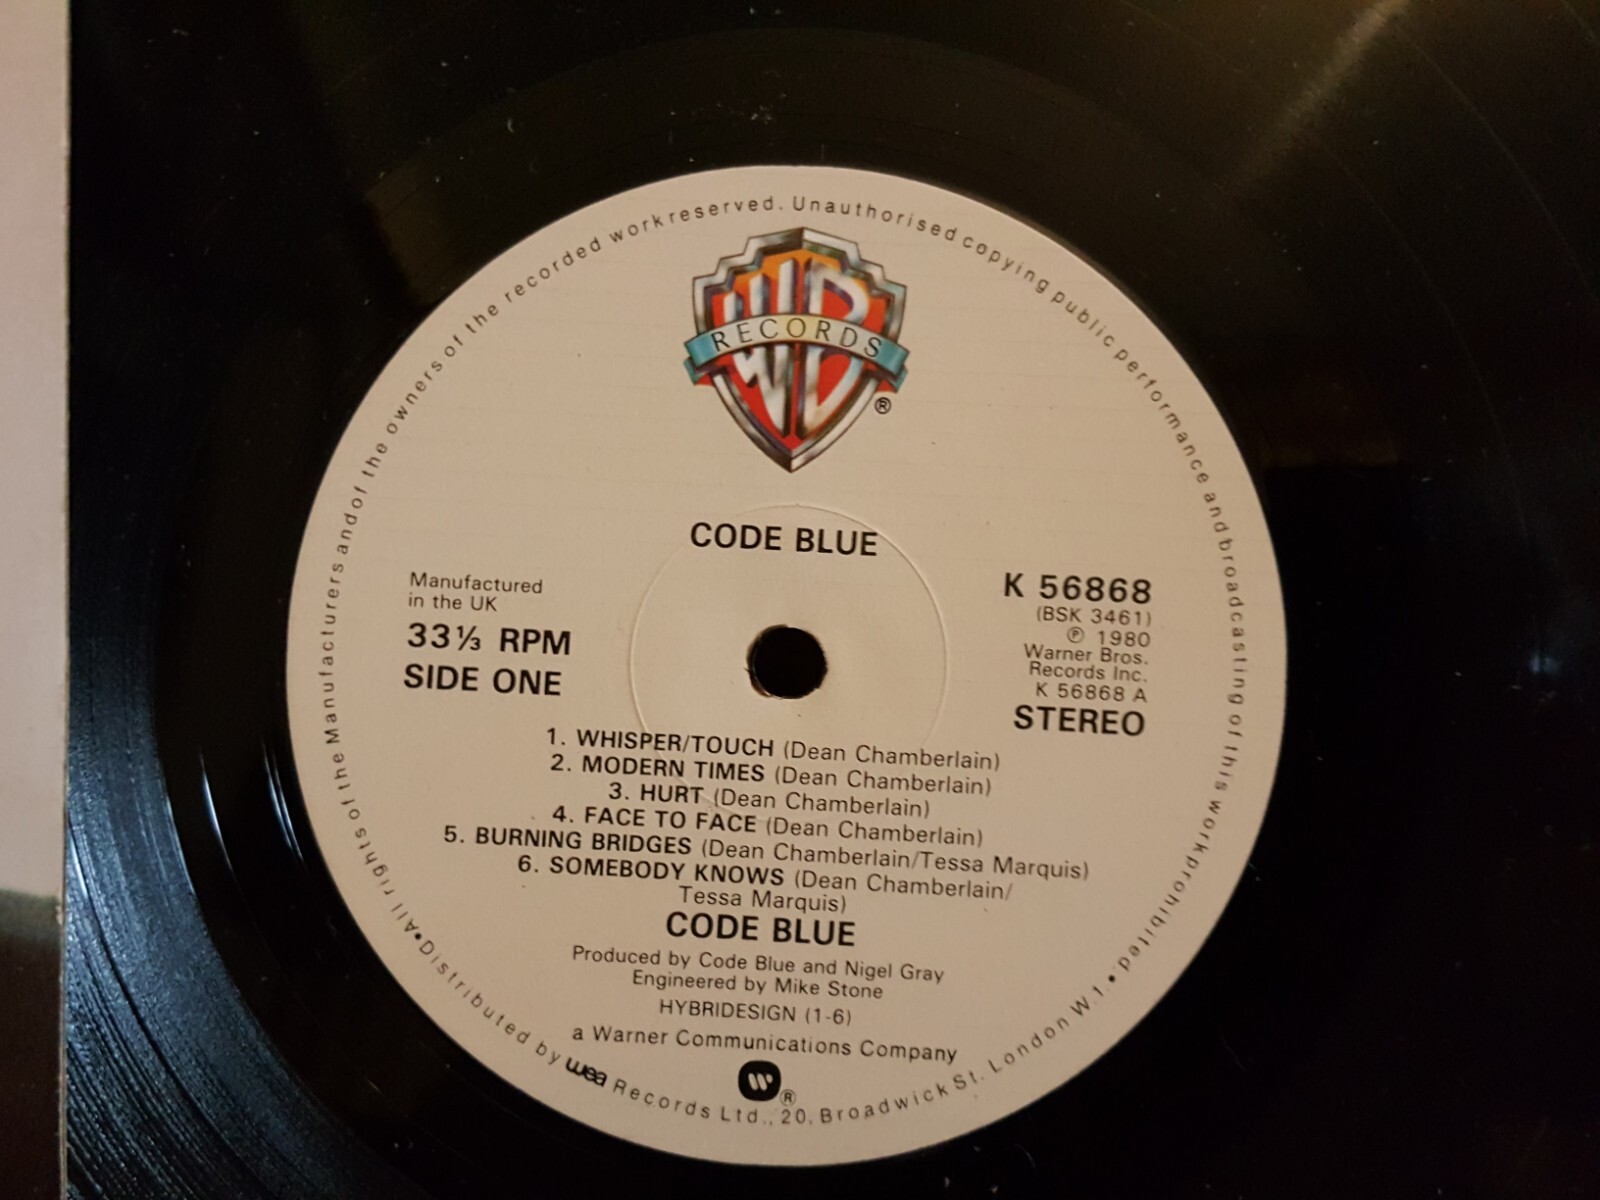 All rights of the Manufacturers and of the owners of the recorded work reserved. Unauthorised copying public performance and broadcasting of this work prohibited.
WB
RECORDS
®
CODE BLUE
Manufactured
in the UK
33⅓ RPM
SIDE ONE
K 56868
(BSK 3461)
℗ 1980
Warner Bros.
Records Inc.
K 56868 A
STEREO
1. WHISPER/TOUCH (Dean Chamberlain)
2. MODERN TIMES (Dean Chamberlain)
3. HURT (Dean Chamberlain)
4. FACE TO FACE (Dean Chamberlain)
5. BURNING BRIDGES (Dean Chamberlain/Tessa Marquis)
6. SOMEBODY KNOWS (Dean Chamberlain/
Tessa Marquis)
CODE BLUE
Produced by Code Blue and Nigel Gray
Engineered by Mike Stone
HYBRIDESIGN (1-6)
a Warner Communications Company
®
• Distributed by wea Records Ltd., 20, Broadwick St. London W.1. •